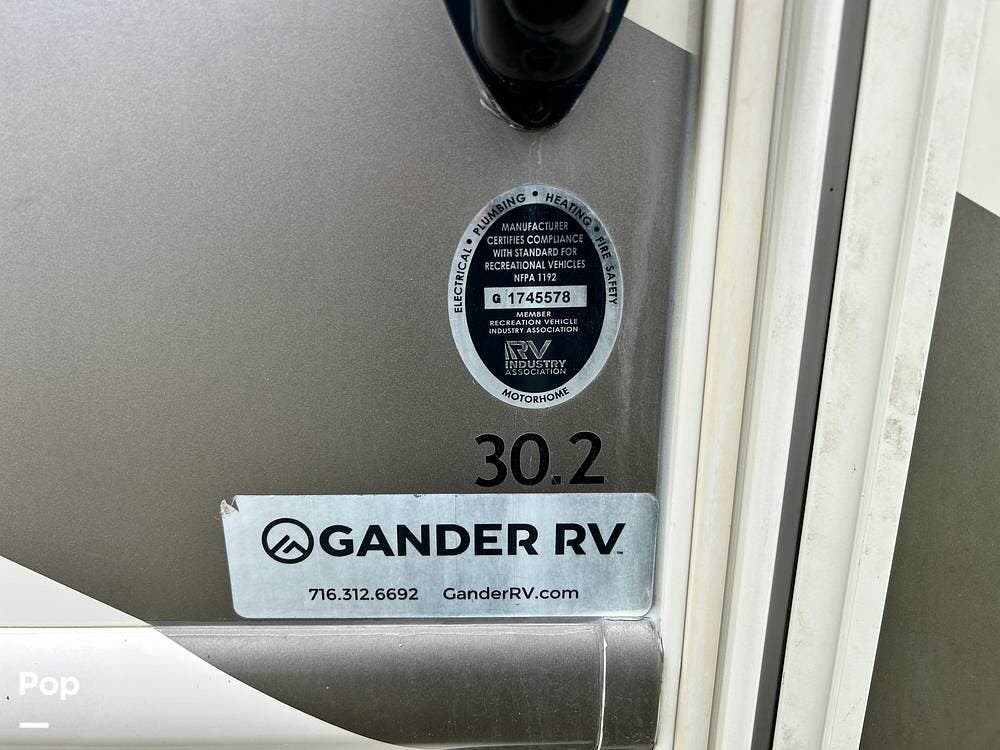 ELECTRICAL • PLUMBING • HEATING • FIRE SAFETY
MANUFACTURER
CERTIFIES COMPLIANCE
WITH STANDARD FOR
RECREATIONAL VEHICLES
NFPA 1192
G 1745578
MEMBER
RECREATION VEHICLE
INDUSTRY ASSOCIATION
RV
INDUSTRY
ASSOCIATION
MOTORHOME
30.2
GANDER RV™
716.312.6692 GanderRV.com
Pop